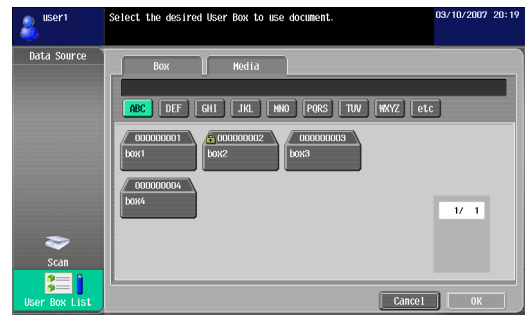 user1
Select the desired User Box to use document.
03/10/2007 20:19
Data Source
Box
Media
ABC DEF GHI JKL MNO PQRS TUV WXYZ etc
000000001 000000002 000000003
box1 box2 box3
000000004
box4
1/ 1
Scan
User Box List
Cancel OK